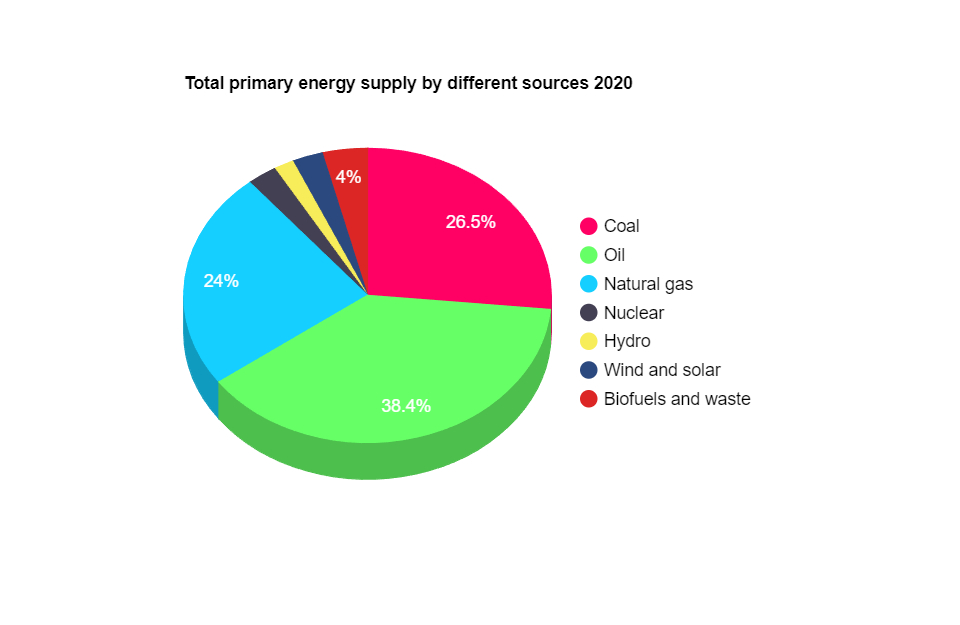 Total primary energy supply by different sources 2020
4%
26.5%
24%
38.4%
Coal
Oil
Natural gas
Nuclear
Hydro
Wind and solar
Biofuels and waste